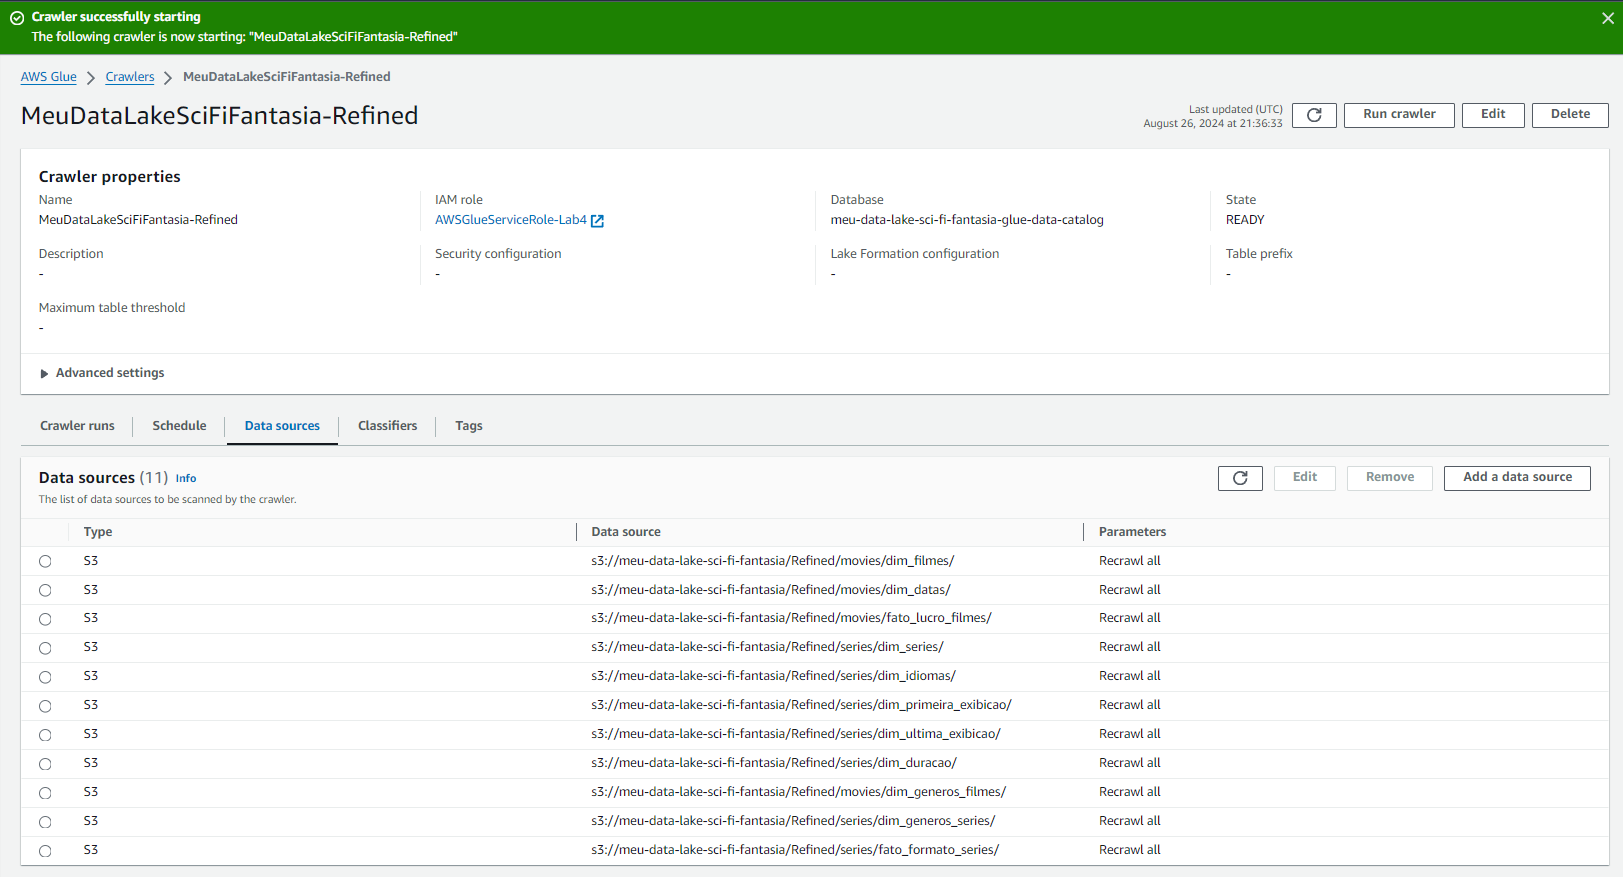 Crawler successfully starting
The following crawler is now starting: "MeuDataLakeSciFiFantasia-Refined"
AWS Glue Crawlers MeuDataLakeSciFiFantasia-Refined
MeuDataLakeSciFiFantasia-Refined
Last updated (UTC)
August 26, 2024 at 21:36:33
Run crawler Edit Delete
Crawler properties
Name IAM role Database State
MeuDataLakeSciFiFantasia-Refined AWSGlueServiceRole-Lab4 meu-data-lake-sci-fi-fantasia-glue-data-catalog READY
Description Security configuration Lake Formation configuration Table prefix
- - - -
Maximum table threshold
-
Advanced settings
Crawler runs Schedule Data sources Classifiers Tags
Data sources (11) Info Edit Remove Add a data source
The list of data sources to be scanned by the crawler.
Type Data source Parameters
S3 s3://meu-data-lake-sci-fi-fantasia/Refined/movies/dim_filmes/ Recrawl all
S3 s3://meu-data-lake-sci-fi-fantasia/Refined/movies/dim_datas/ Recrawl all
S3 s3://meu-data-lake-sci-fi-fantasia/Refined/movies/fato_lucro_filmes/ Recrawl all
S3 s3://meu-data-lake-sci-fi-fantasia/Refined/series/dim_series/ Recrawl all
S3 s3://meu-data-lake-sci-fi-fantasia/Refined/series/dim_idiomas/ Recrawl all
S3 s3://meu-data-lake-sci-fi-fantasia/Refined/series/dim_primeira_exibicao/ Recrawl all
S3 s3://meu-data-lake-sci-fi-fantasia/Refined/series/dim_ultima_exibicao/ Recrawl all
S3 s3://meu-data-lake-sci-fi-fantasia/Refined/series/dim_duracao/ Recrawl all
S3 s3://meu-data-lake-sci-fi-fantasia/Refined/movies/dim_generos_filmes/ Recrawl all
S3 s3://meu-data-lake-sci-fi-fantasia/Refined/series/dim_generos_series/ Recrawl all
S3 s3://meu-data-lake-sci-fi-fantasia/Refined/series/fato_formato_series/ Recrawl all